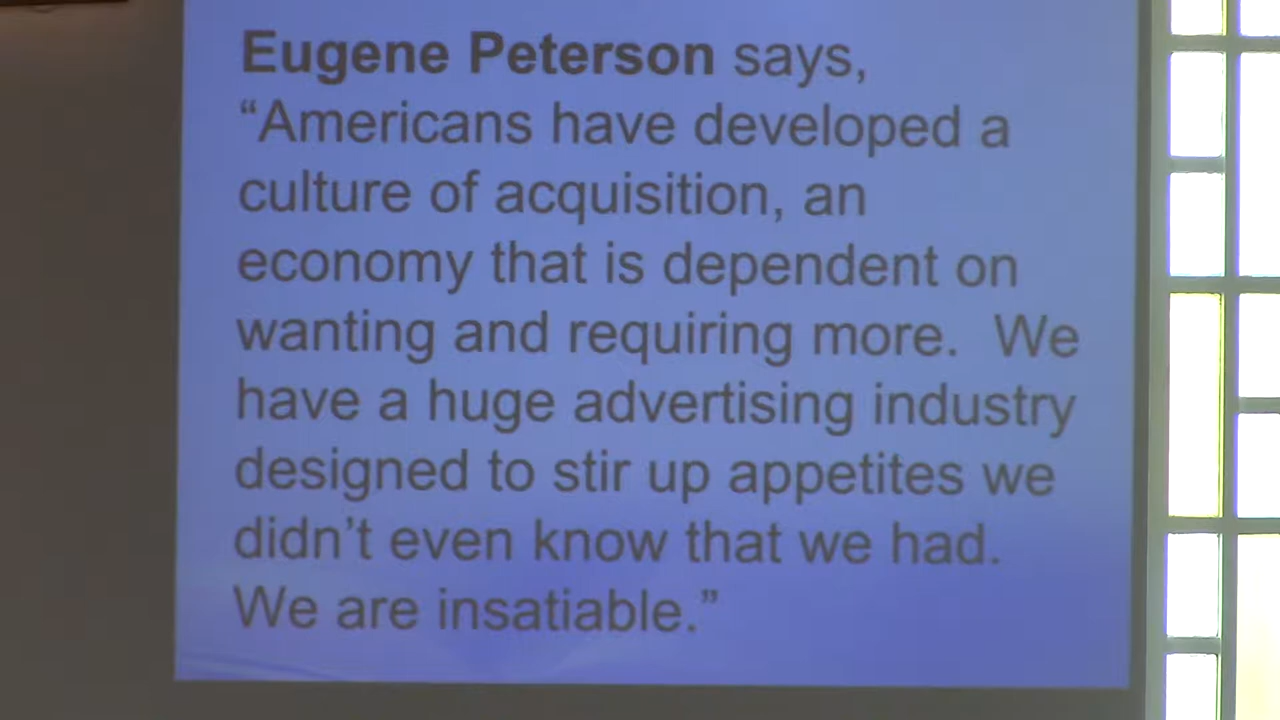 Eugene Peterson says,
“Americans have developed a
culture of acquisition, an
economy that is dependent on
wanting and requiring more.  We
have a huge advertising industry
designed to stir up appetites we
didn’t even know that we had.
We are insatiable.”